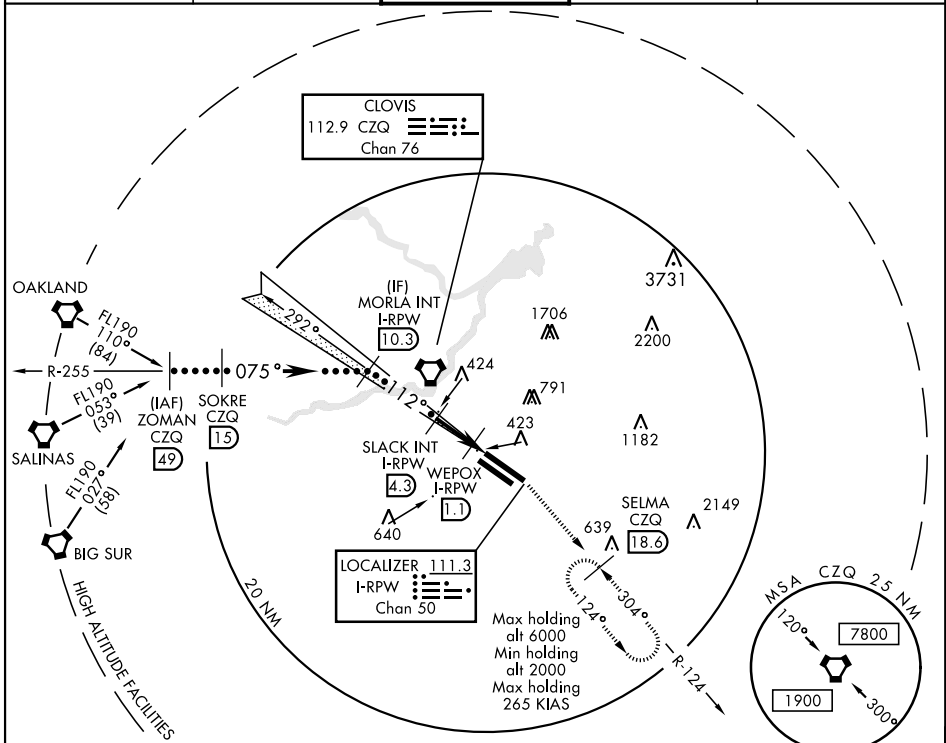 CLOVIS
112.9 CZQ
Chan 76
3731
OAKLAND
FL190
110°
(84)
292°
(IF)
MORLA INT
I-RPW
10.3
1706
2200
R-255
075°
424
FL190
053°
(39)
(IAF)
ZOMAN
CZQ
49
SOKRE
CZQ
15
112°
791
423
1182
SALINAS
SLACK INT
I-RPW
4.3
WEPOX
I-RPW
1.1
FL190
027°
(58)
640
SELMA
CZQ
18.6
2149
639
BIG SUR
LOCALIZER 111.3
I-RPW
Chan 50
20 NM
HIGH ALTITUDE FACILITIES
124°
304°
R-124
Max holding
alt 6000
Min holding
alt 2000
Max holding
265 KIAS
MSA CZQ 25 NM
120°
7800
1900
300°